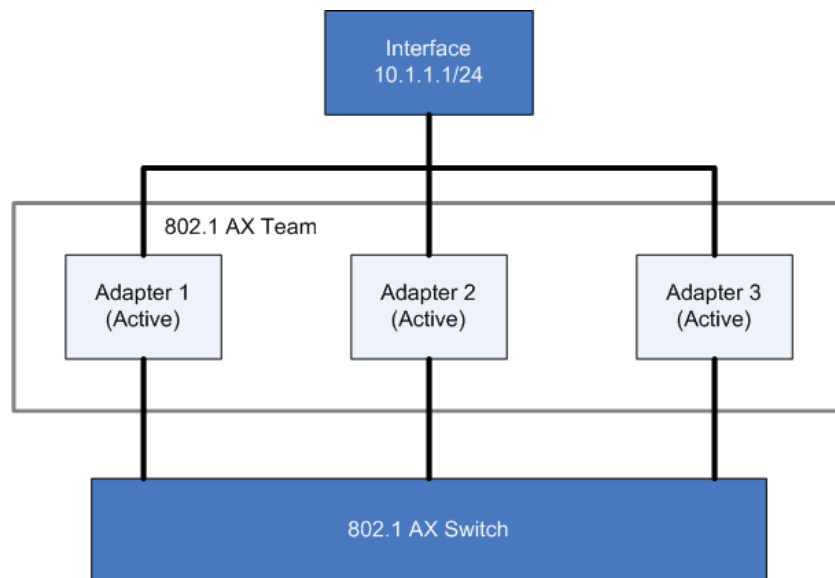 Interface
10.1.1.1/24
802.1 AX Team
Adapter 1
(Active)
Adapter 2
(Active)
Adapter 3
(Active)
802.1 AX Switch